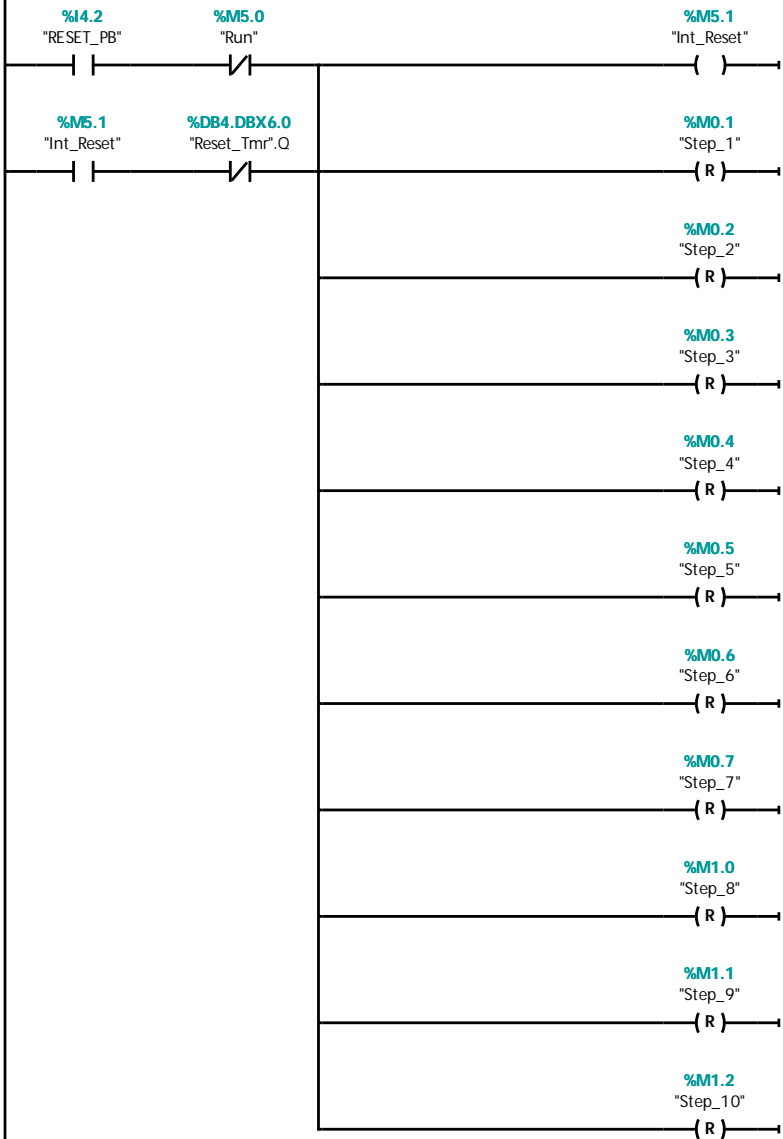 %I4.2 %M5.0 %M5.1
"RESET_PB" "Run" "Int_Reset"
%M5.1 %DB4.DBX6.0 %M0.1
"Int_Reset" "Reset_Tmr".Q "Step_1"
R
%M0.2
"Step_2"
R
%M0.3
"Step_3"
R
%M0.4
"Step_4"
R
%M0.5
"Step_5"
R
%M0.6
"Step_6"
R
%M0.7
"Step_7"
R
%M1.0
"Step_8"
R
%M1.1
"Step_9"
R
%M1.2
"Step_10"
R